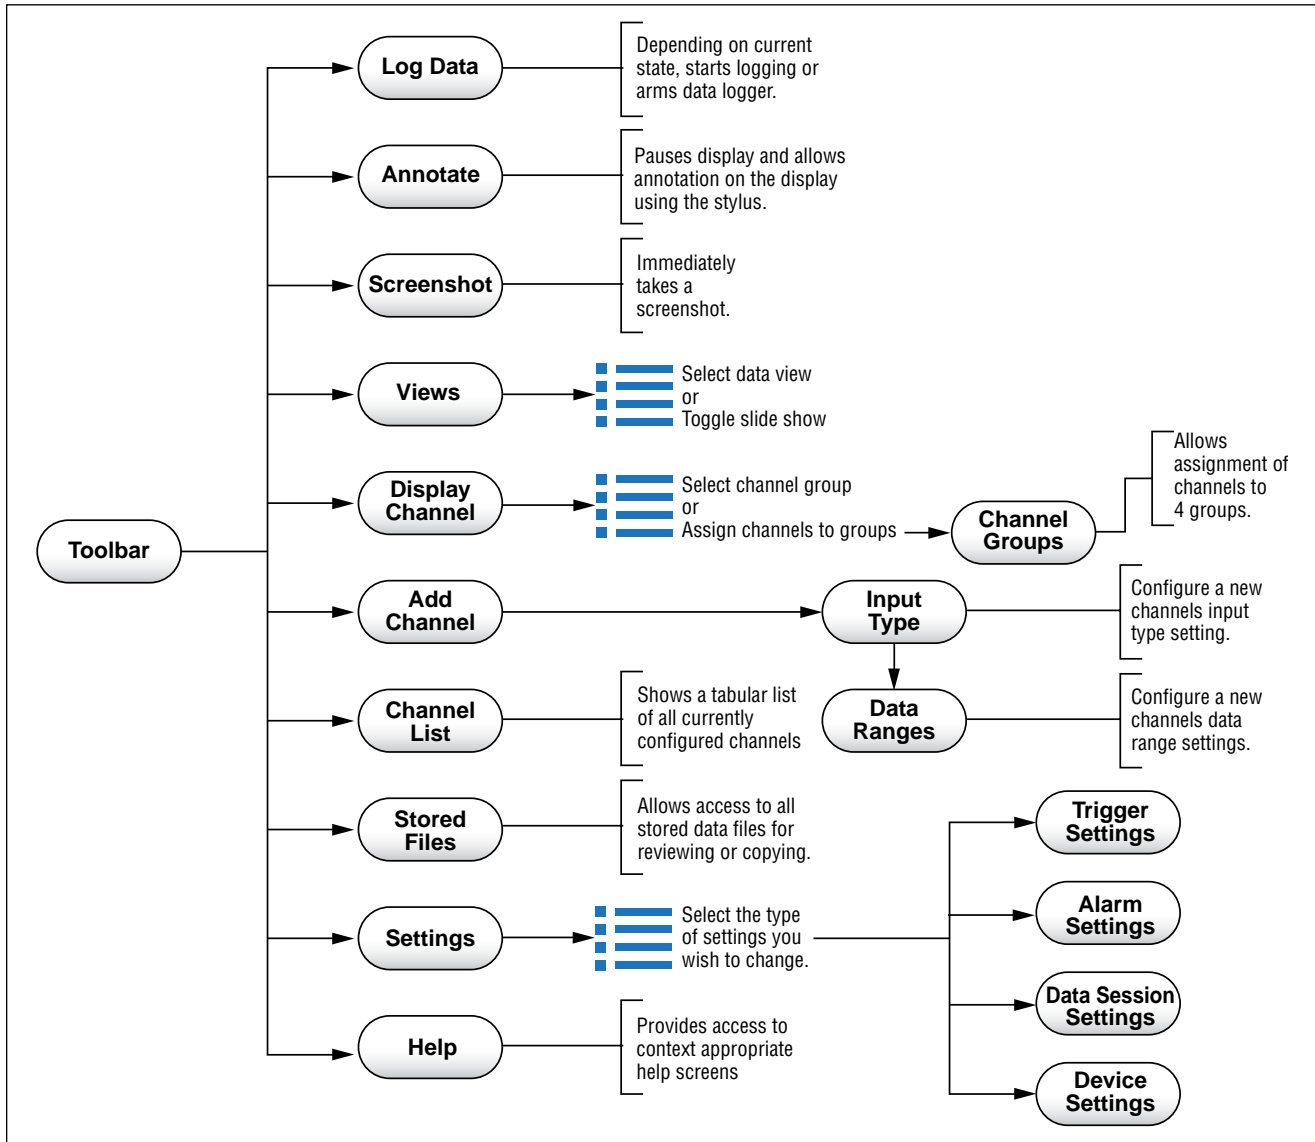 Log Data
Depending on current
state, starts logging or
arms data logger.
Annotate
Pauses display and allows
annotation on the display
using the stylus.
Screenshot
Immediately
takes a
screenshot.
Views
Select data view
or
Toggle slide show
Display
Channel
Select channel group
or
Assign channels to groups
Channel
Groups
Allows
assignment of
channels to
4 groups.
Toolbar
Add
Channel
Input
Type
Configure a new
channels input
type setting.
Channel
List
Shows a tabular list
of all currently
configured channels
Data
Ranges
Configure a new
channels data
range settings.
Stored
Files
Allows access to all
stored data files for
reviewing or copying.
Trigger
Settings
Settings
Select the type
of settings you
wish to change.
Alarm
Settings
Data Session
Settings
Help
Provides access to
context appropriate
help screens
Device
Settings